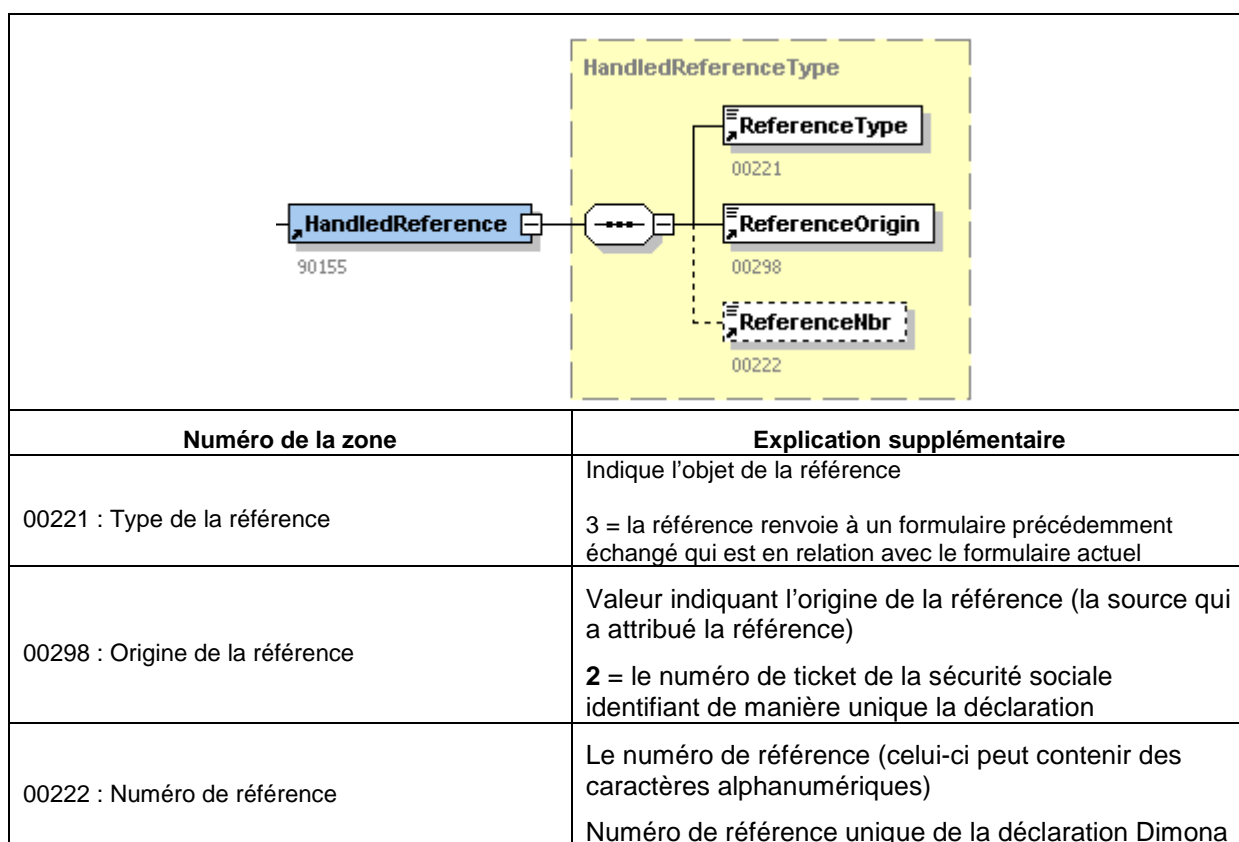 HandledReferenceType
ReferenceType
00221
HandledReference
90155
ReferenceOrigin
00298
ReferenceNbr
00222
Numéro de la zone
Explication supplémentaire
00221 : Type de la référence
Indique l’objet de la référence
3 = la référence renvoie à un formulaire précédemment
échangé qui est en relation avec le formulaire actuel
00298 : Origine de la référence
Valeur indiquant l’origine de la référence (la source qui
a attribué la référence)
2 = le numéro de ticket de la sécurité sociale
identifiant de manière unique la déclaration
00222 : Numéro de référence
Le numéro de référence (celui-ci peut contenir des
caractères alphanumériques)
Numéro de référence unique de la déclaration Dimona